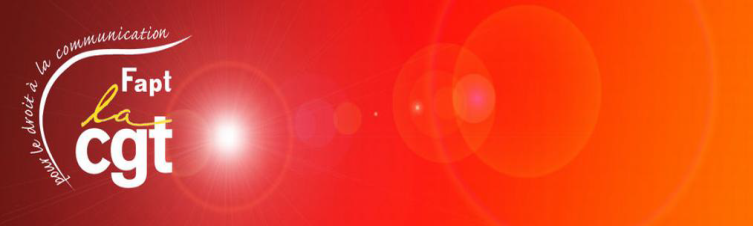 pour le droit à la communication
Fapt
la
cgt